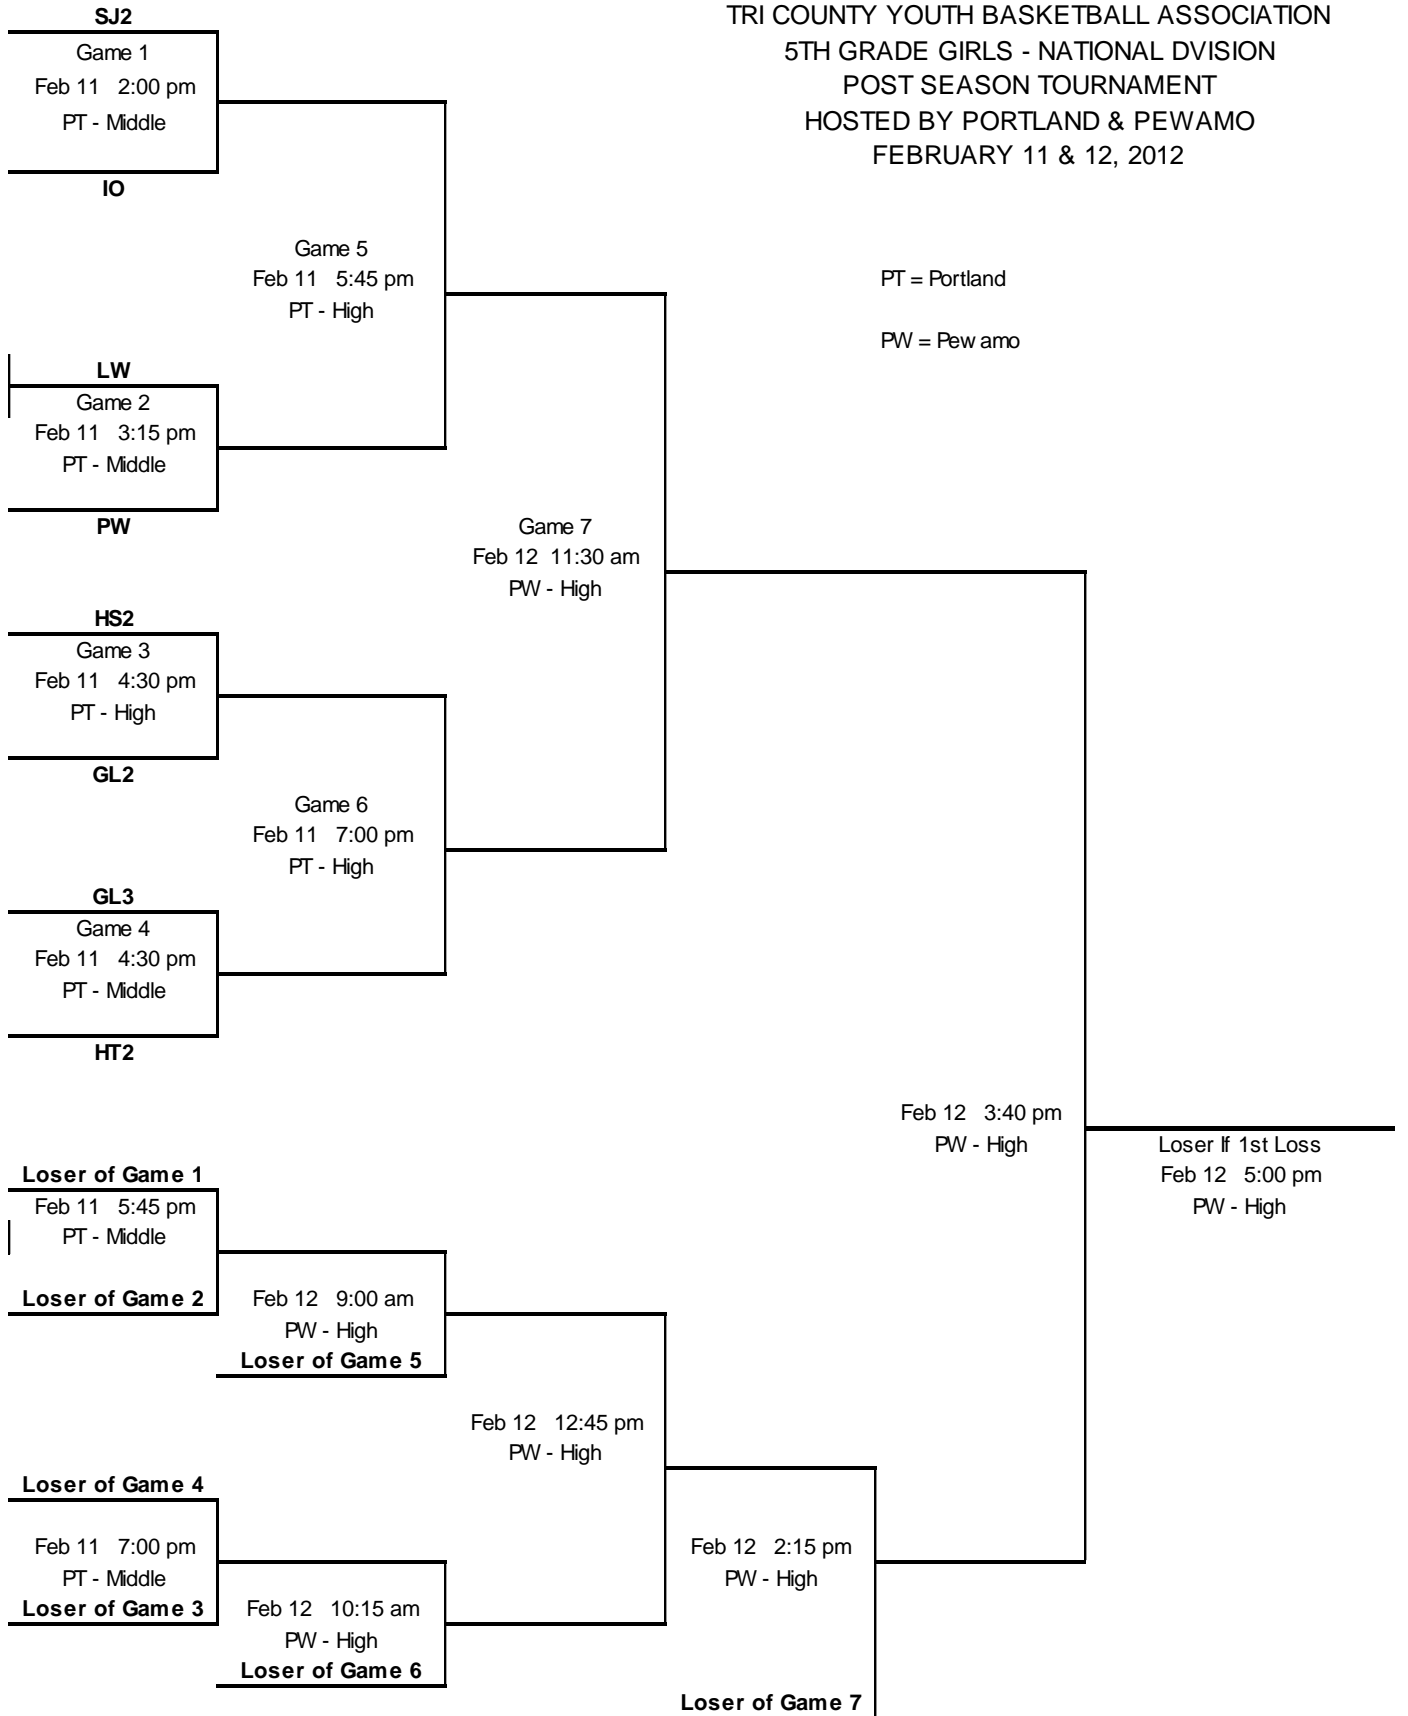 TRI COUNTY YOUTH BASKETBALL ASSOCIATION
5TH GRADE GIRLS - NATIONAL DVISION
POST SEASON TOURNAMENT
HOSTED BY PORTLAND & PEWAMO
FEBRUARY 11 & 12, 2012
PT = Portland
PW = Pewamo
SJ2
Game 1
Feb 11 2:00 pm
PT - Middle
IO
Game 5
Feb 11 5:45 pm
PT - High
LW
Game 2
Feb 11 3:15 pm
PT - Middle
PW
Game 7
Feb 12 11:30 am
PW - High
HS2
Game 3
Feb 11 4:30 pm
PT - High
GL2
Game 6
Feb 11 7:00 pm
PT - High
GL3
Game 4
Feb 11 4:30 pm
PT - Middle
HT2
Feb 12 3:40 pm
PW - High
Loser If 1st Loss
Feb 12 5:00 pm
PW - High
Loser of Game 1
Feb 11 5:45 pm
PT - Middle
Loser of Game 2
Feb 12 9:00 am
PW - High
Loser of Game 5
Feb 12 12:45 pm
PW - High
Loser of Game 4
Feb 11 7:00 pm
PT - Middle
Loser of Game 3
Feb 12 10:15 am
PW - High
Loser of Game 6
Feb 12 2:15 pm
PW - High
Loser of Game 7